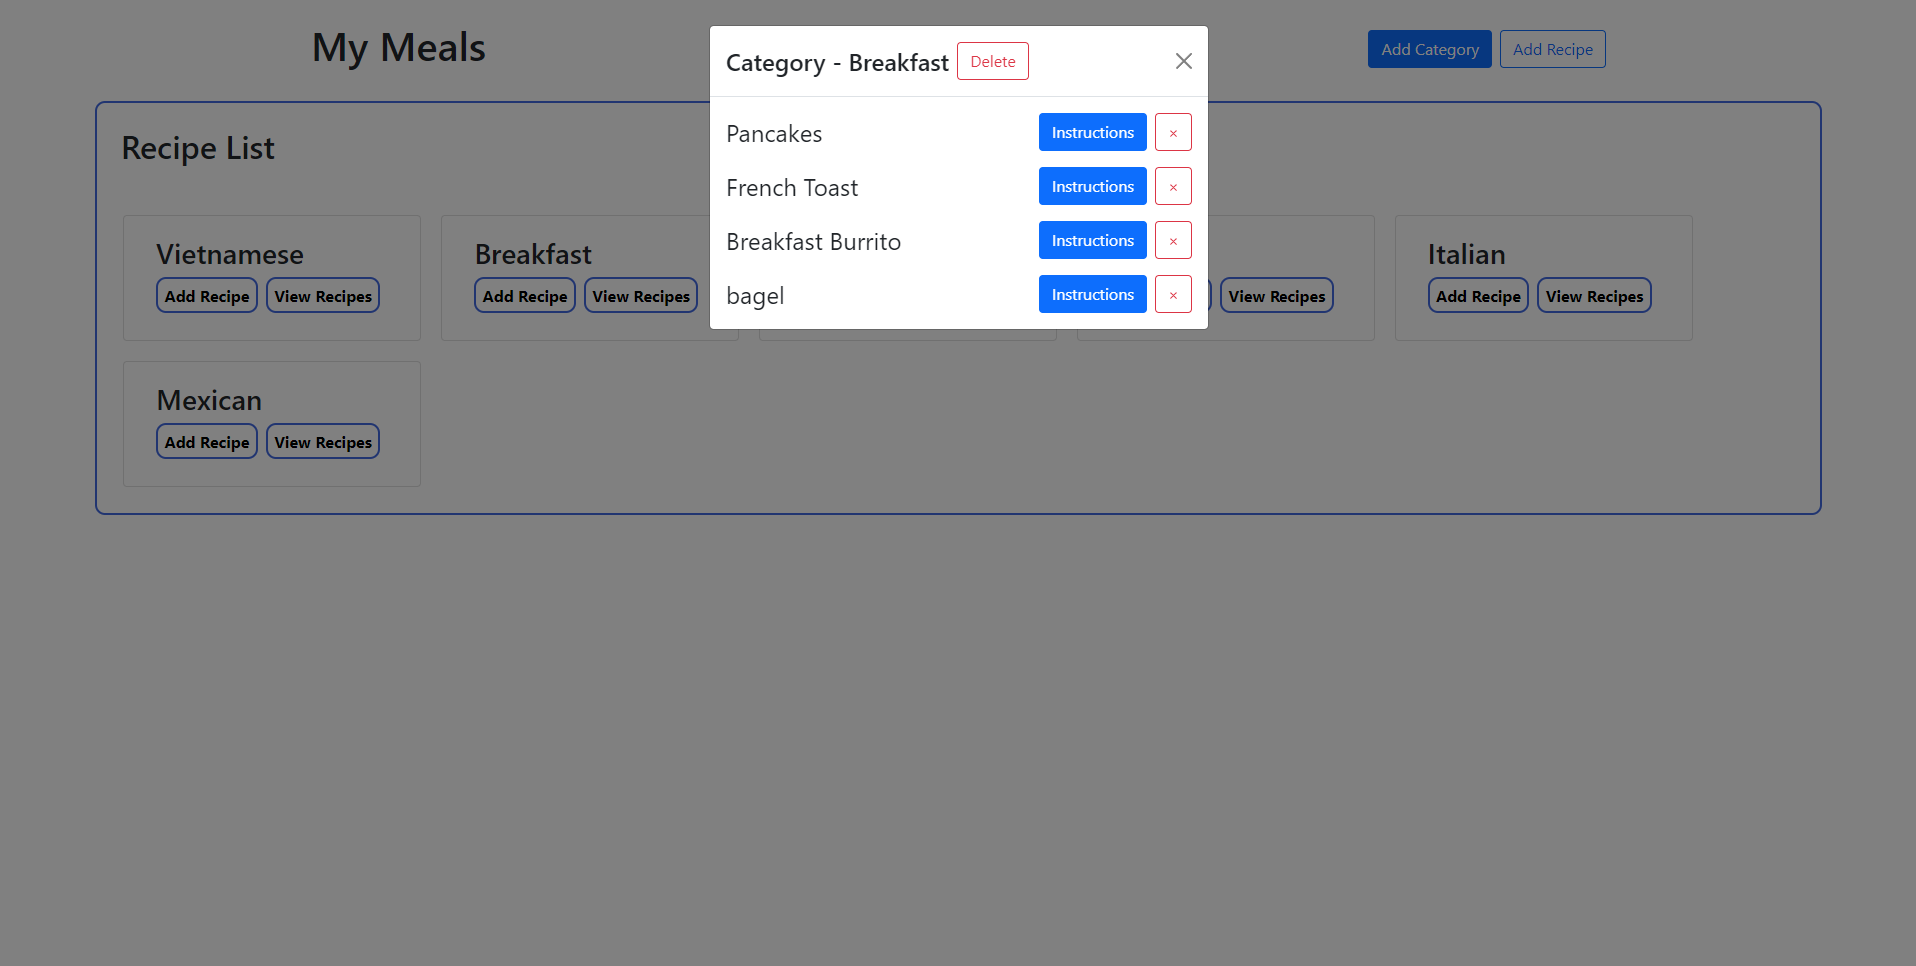 My Meals
Add Category
Add Recipe
Category - Breakfast
Delete
Pancakes
Instructions
×
French Toast
Instructions
×
Breakfast Burrito
Instructions
×
bagel
Instructions
×
Recipe List
Vietnamese
Add Recipe
View Recipes
Breakfast
Add Recipe
View Recipes
View Recipes
Italian
Add Recipe
View Recipes
Mexican
Add Recipe
View Recipes